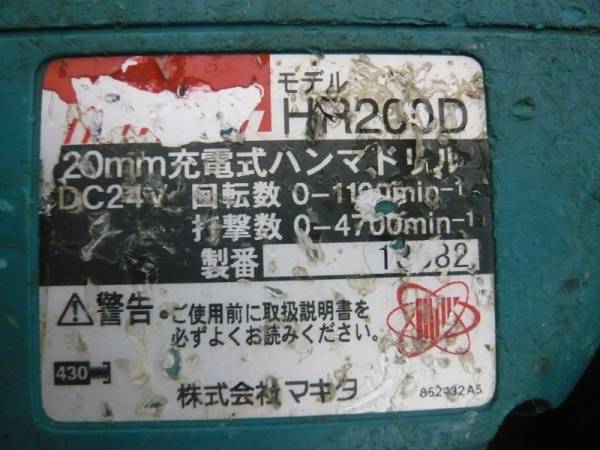 モデル
HR200D
20mm充電式ハンマドリル
DC24V 回転数 0-1100min-1
打撃数 0-4700min-1
製番
警告・ご使用前に取扱説明書を
必ずよくお読みください。
430
株式会社マキタ
862432A5